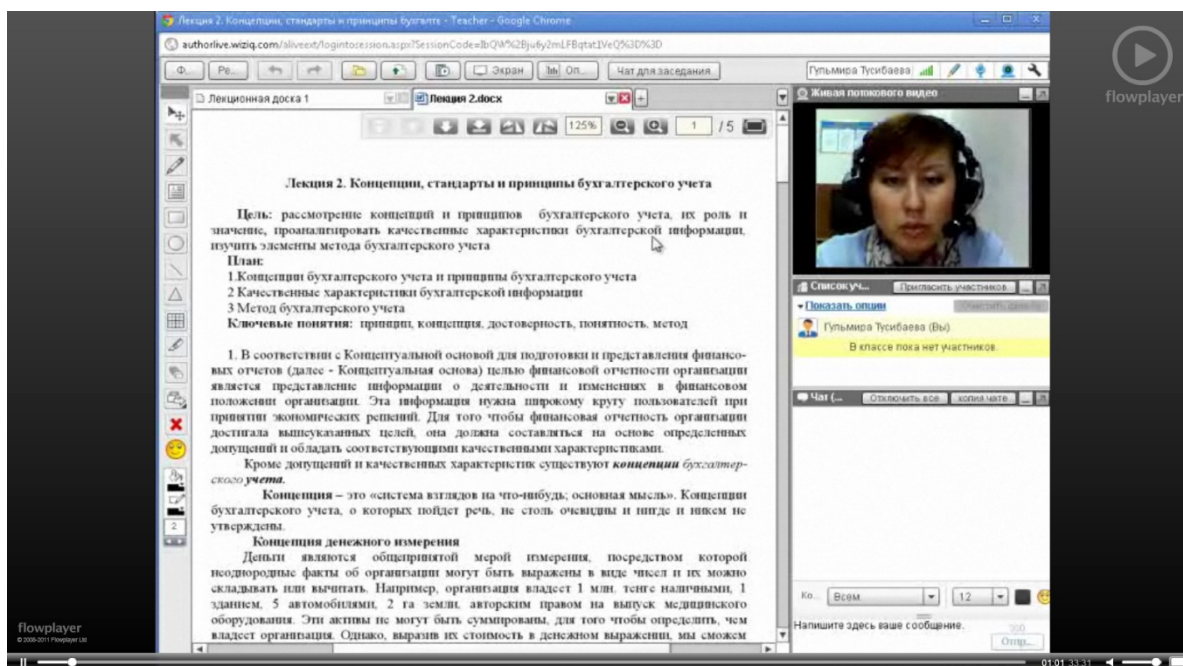 Лекция 2. Концепции, стандарты и принципы бухгалте - Teacher - Google Chrome
authorlive.wiziq.com/aliveext/logintosession.aspx?SessionCode=IbQW%2Bju6y2mLFBqtat1VeQ%3D%3D
Ф... Ре... Экран Оп... Чат для заседания Гульмира Тусибаева
Лекционная доска 1 Лекция 2.docx
125% 1 /5
Лекция 2. Концепции, стандарты и принципы бухгалтерского учета
Цель: рассмотрение концепций и принципов бухгалтерского учета, их роль и
значение, проанализировать качественные характеристики бухгалтерской информации,
изучить элементы метода бухгалтерского учета
План:
1.Концепции бухгалтерского учета и принципы бухгалтерского учета
2 Качественные характеристики бухгалтерской информации
3 Метод бухгалтерского учета
Ключевые понятия: принцип, концепция, достоверность, понятность, метод
1. В соответствии с Концептуальной основой для подготовки и представления финансо-
вых отчетов (далее - Концептуальная основа) целью финансовой отчетности организации
является представление информации о деятельности и изменениях в финансовом
положении организации. Эта информация нужна широкому кругу пользователей при
принятии экономических решений. Для того чтобы финансовая отчетность организации
достигала вышеуказанных целей, она должна составляться на основе определенных
допущений и обладать соответствующими качественными характеристиками.
Кроме допущений и качественных характеристик существуют концепции бухгалтер-
ского учета.
Концепция – это «система взглядов на что-нибудь; основная мысль». Концепции
бухгалтерского учета, о которых пойдет речь, не столь очевидны и нигде и никем не
утверждены.
Концепция денежного измерения
Деньги являются общепринятой мерой измерения, посредством которой
неоднородные факты об организации могут быть выражены в виде чисел и их можно
складывать или вычитать. Например, организация владеет 1 млн. тенге наличными, 1
зданием, 5 автомобилями, 2 га земли, авторским правом на выпуск медицинского
оборудования. Эти активы не могут быть суммированы, для того чтобы определить, чем
владеет организация. Однако, выразив их стоимость в денежном выражении, мы сможем
2
Живая потокового видео
Список уч... Пригласить участников
Показать опции
Гульмира Тусибаева (Вы)
В классе пока нет участников.
Чат (... Отключить все копия чате
Ко... Всем 12
Напишите здесь ваше сообщение.
300
Отпр...
flowplayer
flowplayer
© 2008-2011 Flowplayer Ltd
01:01 33:31